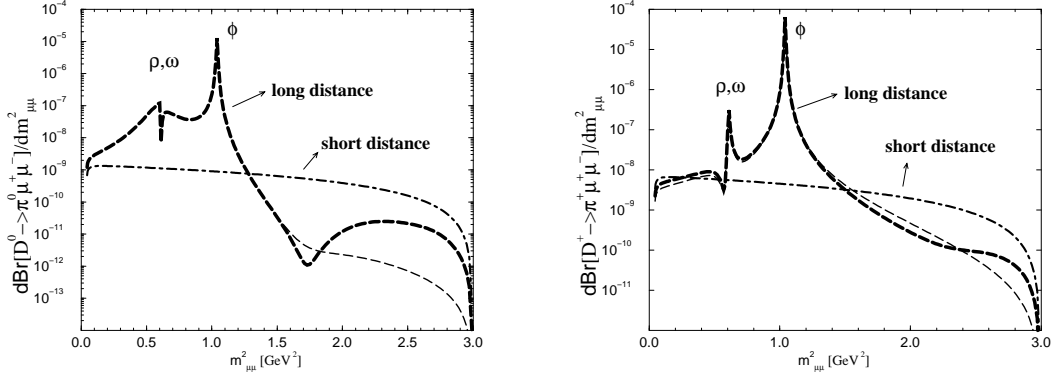 10⁻⁴
10⁻⁵
10⁻⁶
10⁻⁷
10⁻⁸
10⁻⁹
10⁻¹⁰
10⁻¹¹
10⁻¹²
10⁻¹³
dBr[D⁰−>π⁰μ⁺μ⁻]/dm²μμ
ρ,ω
ϕ
long distance
short distance
0.0 0.5 1.0 1.5 2.0 2.5 3.0
m²μμ [GeV²]
10⁻⁴
10⁻⁵
10⁻⁶
10⁻⁷
10⁻⁸
10⁻⁹
10⁻¹⁰
10⁻¹¹
dBr[D⁺−>π⁺μ⁺μ⁻]/dm²μμ
ρ,ω
ϕ
long distance
short distance
0.0 1.0 2.0 3.0
m²μμ [GeV²]